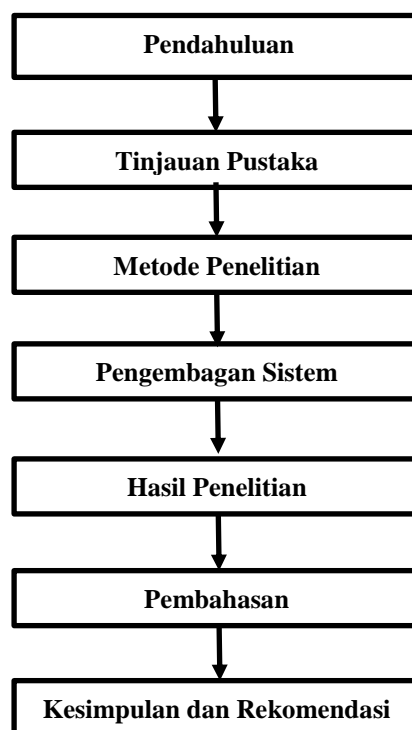 Pendahuluan
Tinjauan Pustaka
Metode Penelitian
Pengembagan Sistem
Hasil Penelitian
Pembahasan
Kesimpulan dan Rekomendasi